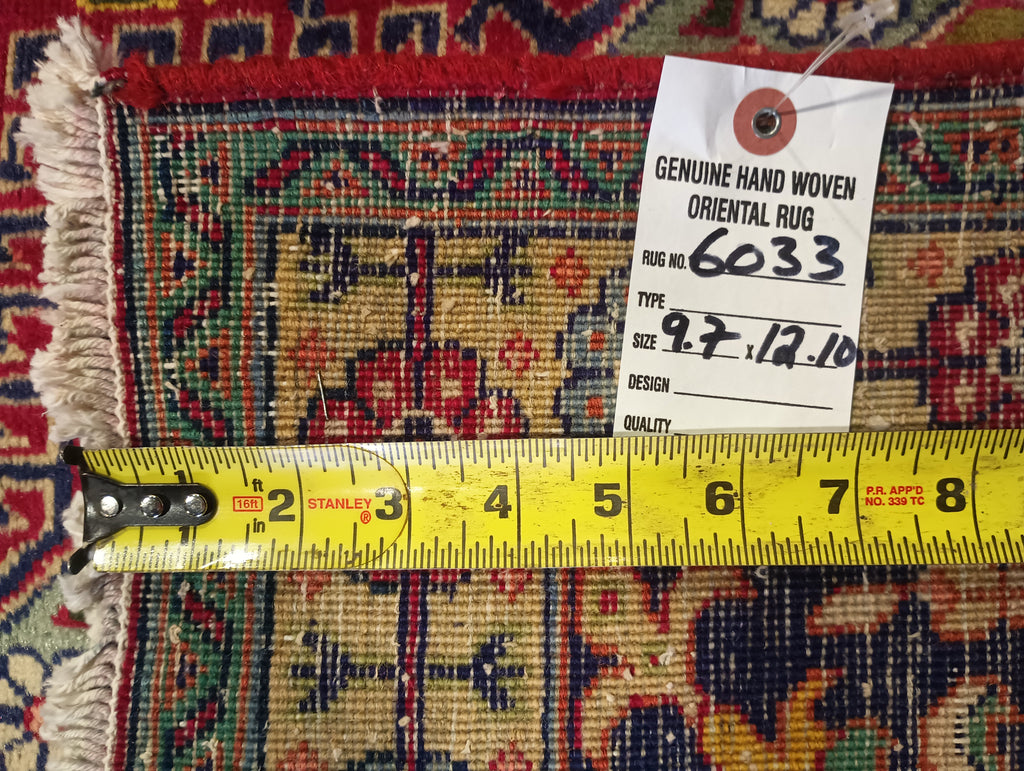 GENUINE HAND WOVEN
ORIENTAL RUG
RUG NO. 6033
TYPE
SIZE 9.7 x 12.10
DESIGN
QUALITY
1 2 3 4 5 6 7 8
ft
16ft
in
STANLEY
®
P.R. APP'D
NO. 339 TC